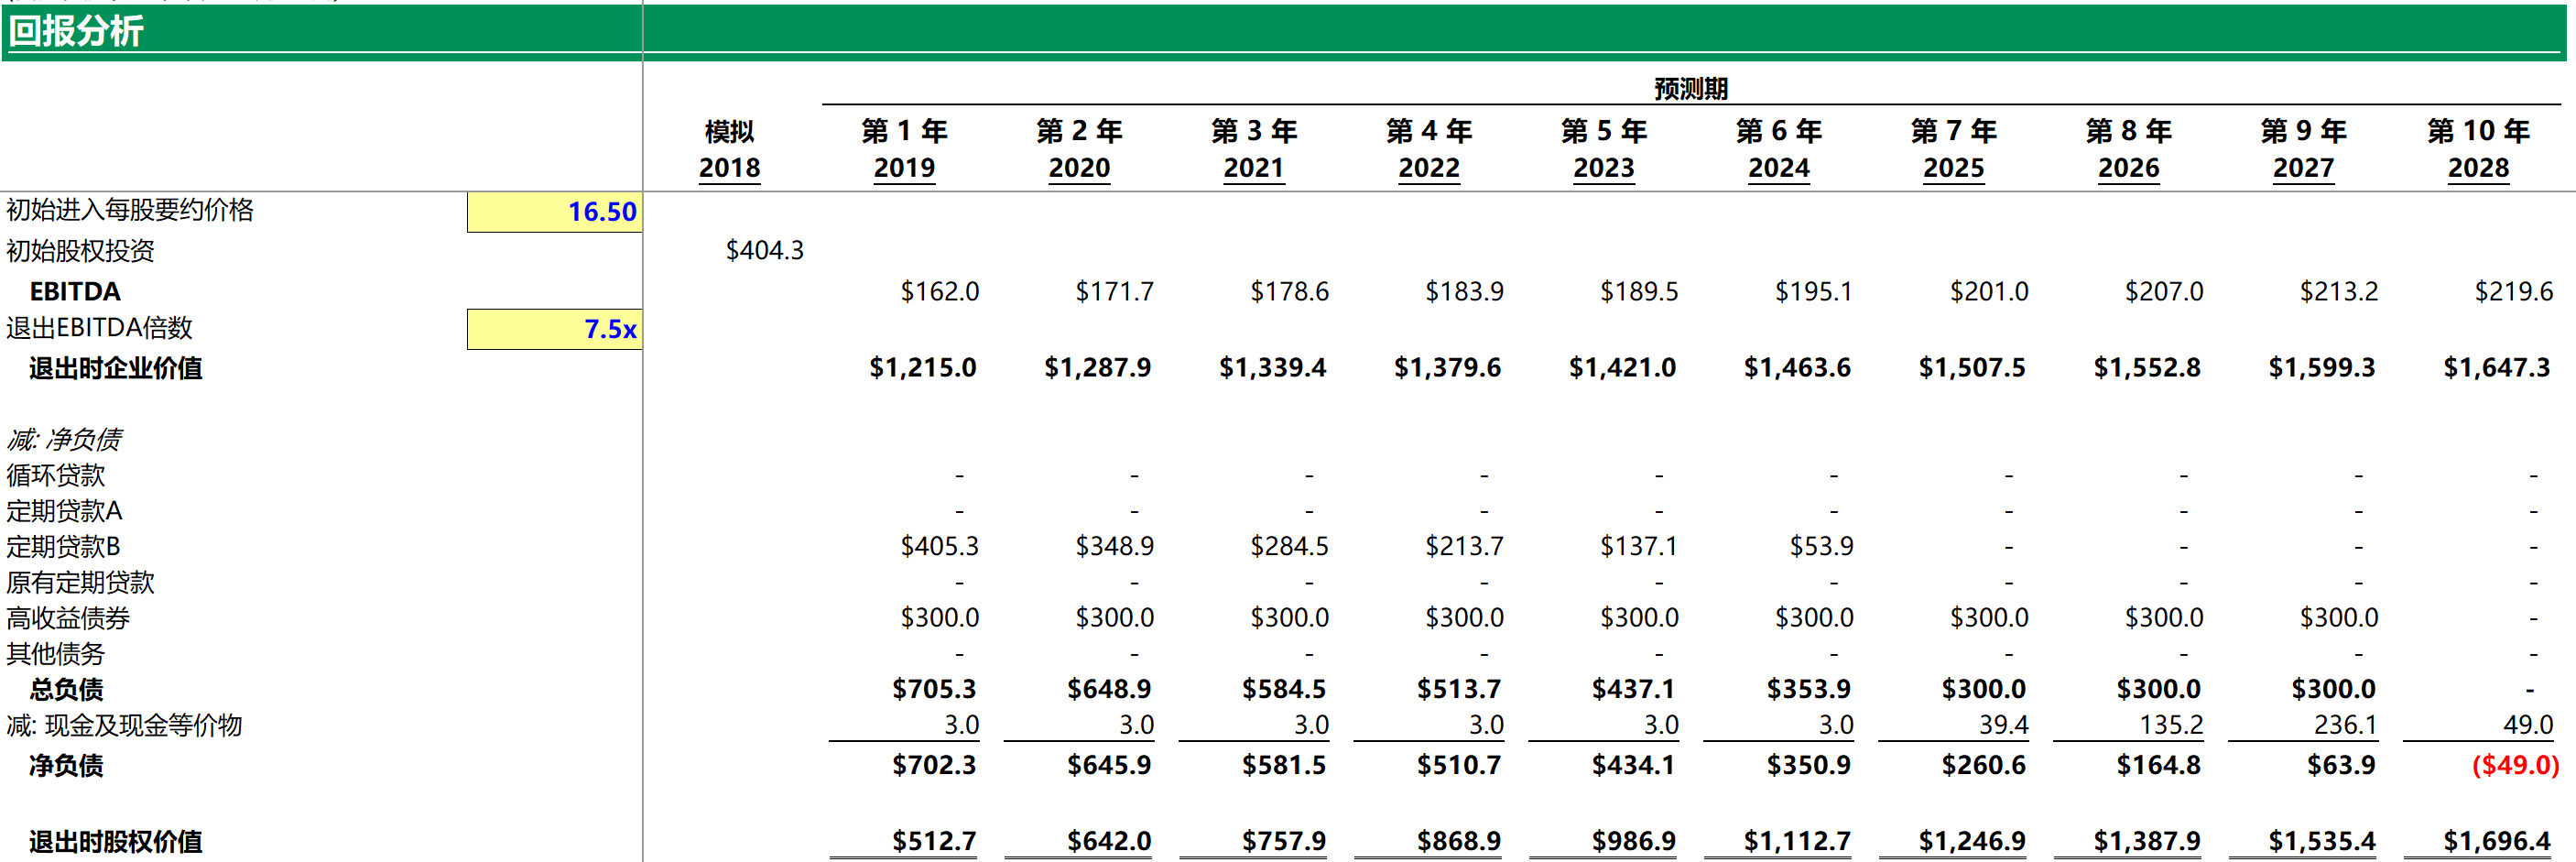 回报分析
预测期
模拟 第 1 年 第 2 年 第 3 年 第 4 年 第 5 年 第 6 年 第 7 年 第 8 年 第 9 年 第 10 年
2018 2019 2020 2021 2022 2023 2024 2025 2026 2027 2028
初始进入每股要约价格 16.50
初始股权投资 $404.3
EBITDA $162.0 $171.7 $178.6 $183.9 $189.5 $195.1 $201.0 $207.0 $213.2 $219.6
退出EBITDA倍数 7.5x
退出时企业价值 $1,215.0 $1,287.9 $1,339.4 $1,379.6 $1,421.0 $1,463.6 $1,507.5 $1,552.8 $1,599.3 $1,647.3
减: 净负债
循环贷款 - - - - - - - - - -
定期贷款A - - - - - - - - - -
定期贷款B $405.3 $348.9 $284.5 $213.7 $137.1 $53.9 - - - -
原有定期贷款 - - - - - - - - - -
高收益债券 $300.0 $300.0 $300.0 $300.0 $300.0 $300.0 $300.0 $300.0 $300.0 -
其他债务 - - - - - - - - - -
总负债 $705.3 $648.9 $584.5 $513.7 $437.1 $353.9 $300.0 $300.0 $300.0 -
减: 现金及现金等价物 3.0 3.0 3.0 3.0 3.0 3.0 39.4 135.2 236.1 49.0
净负债 $702.3 $645.9 $581.5 $510.7 $434.1 $350.9 $260.6 $164.8 $63.9 ($49.0)
退出时股权价值 $512.7 $642.0 $757.9 $868.9 $986.9 $1,112.7 $1,246.9 $1,387.9 $1,535.4 $1,696.4